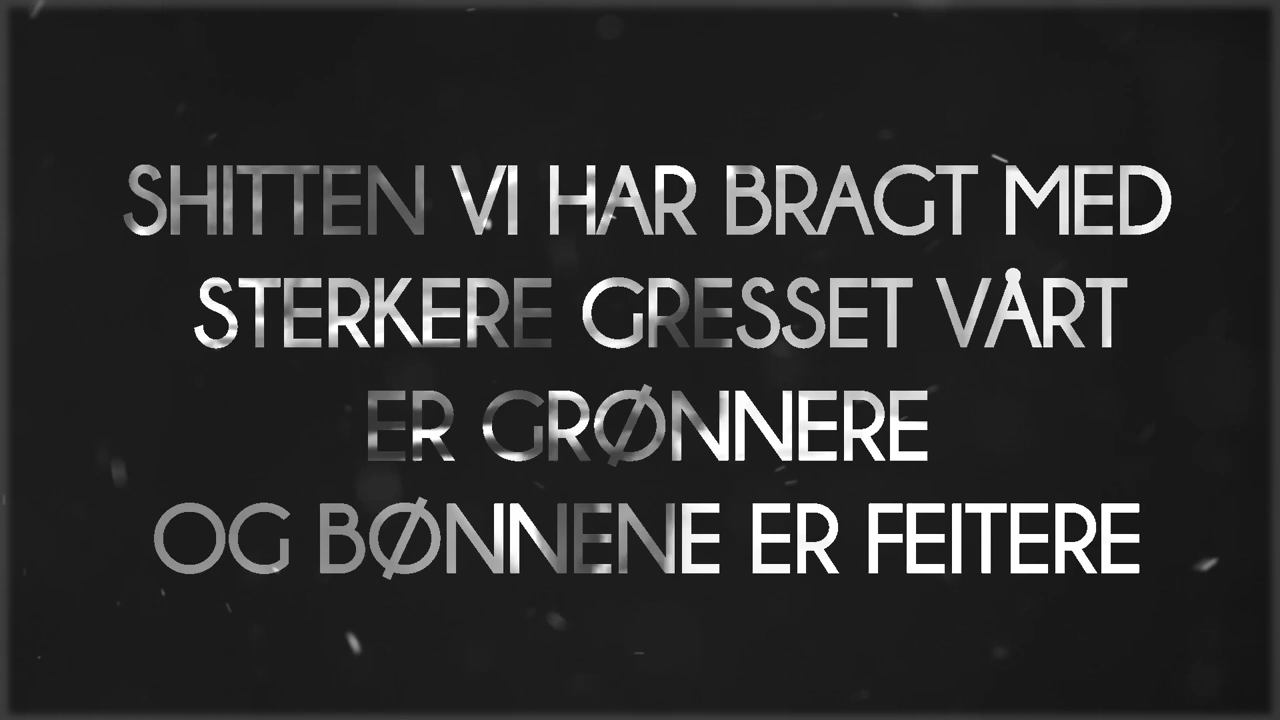 SHITTEN VI HAR BRAGT MED
STERKERE GRESSET VÅRT
ER GRØNNERE
OG BØNNENE ER FEITERE